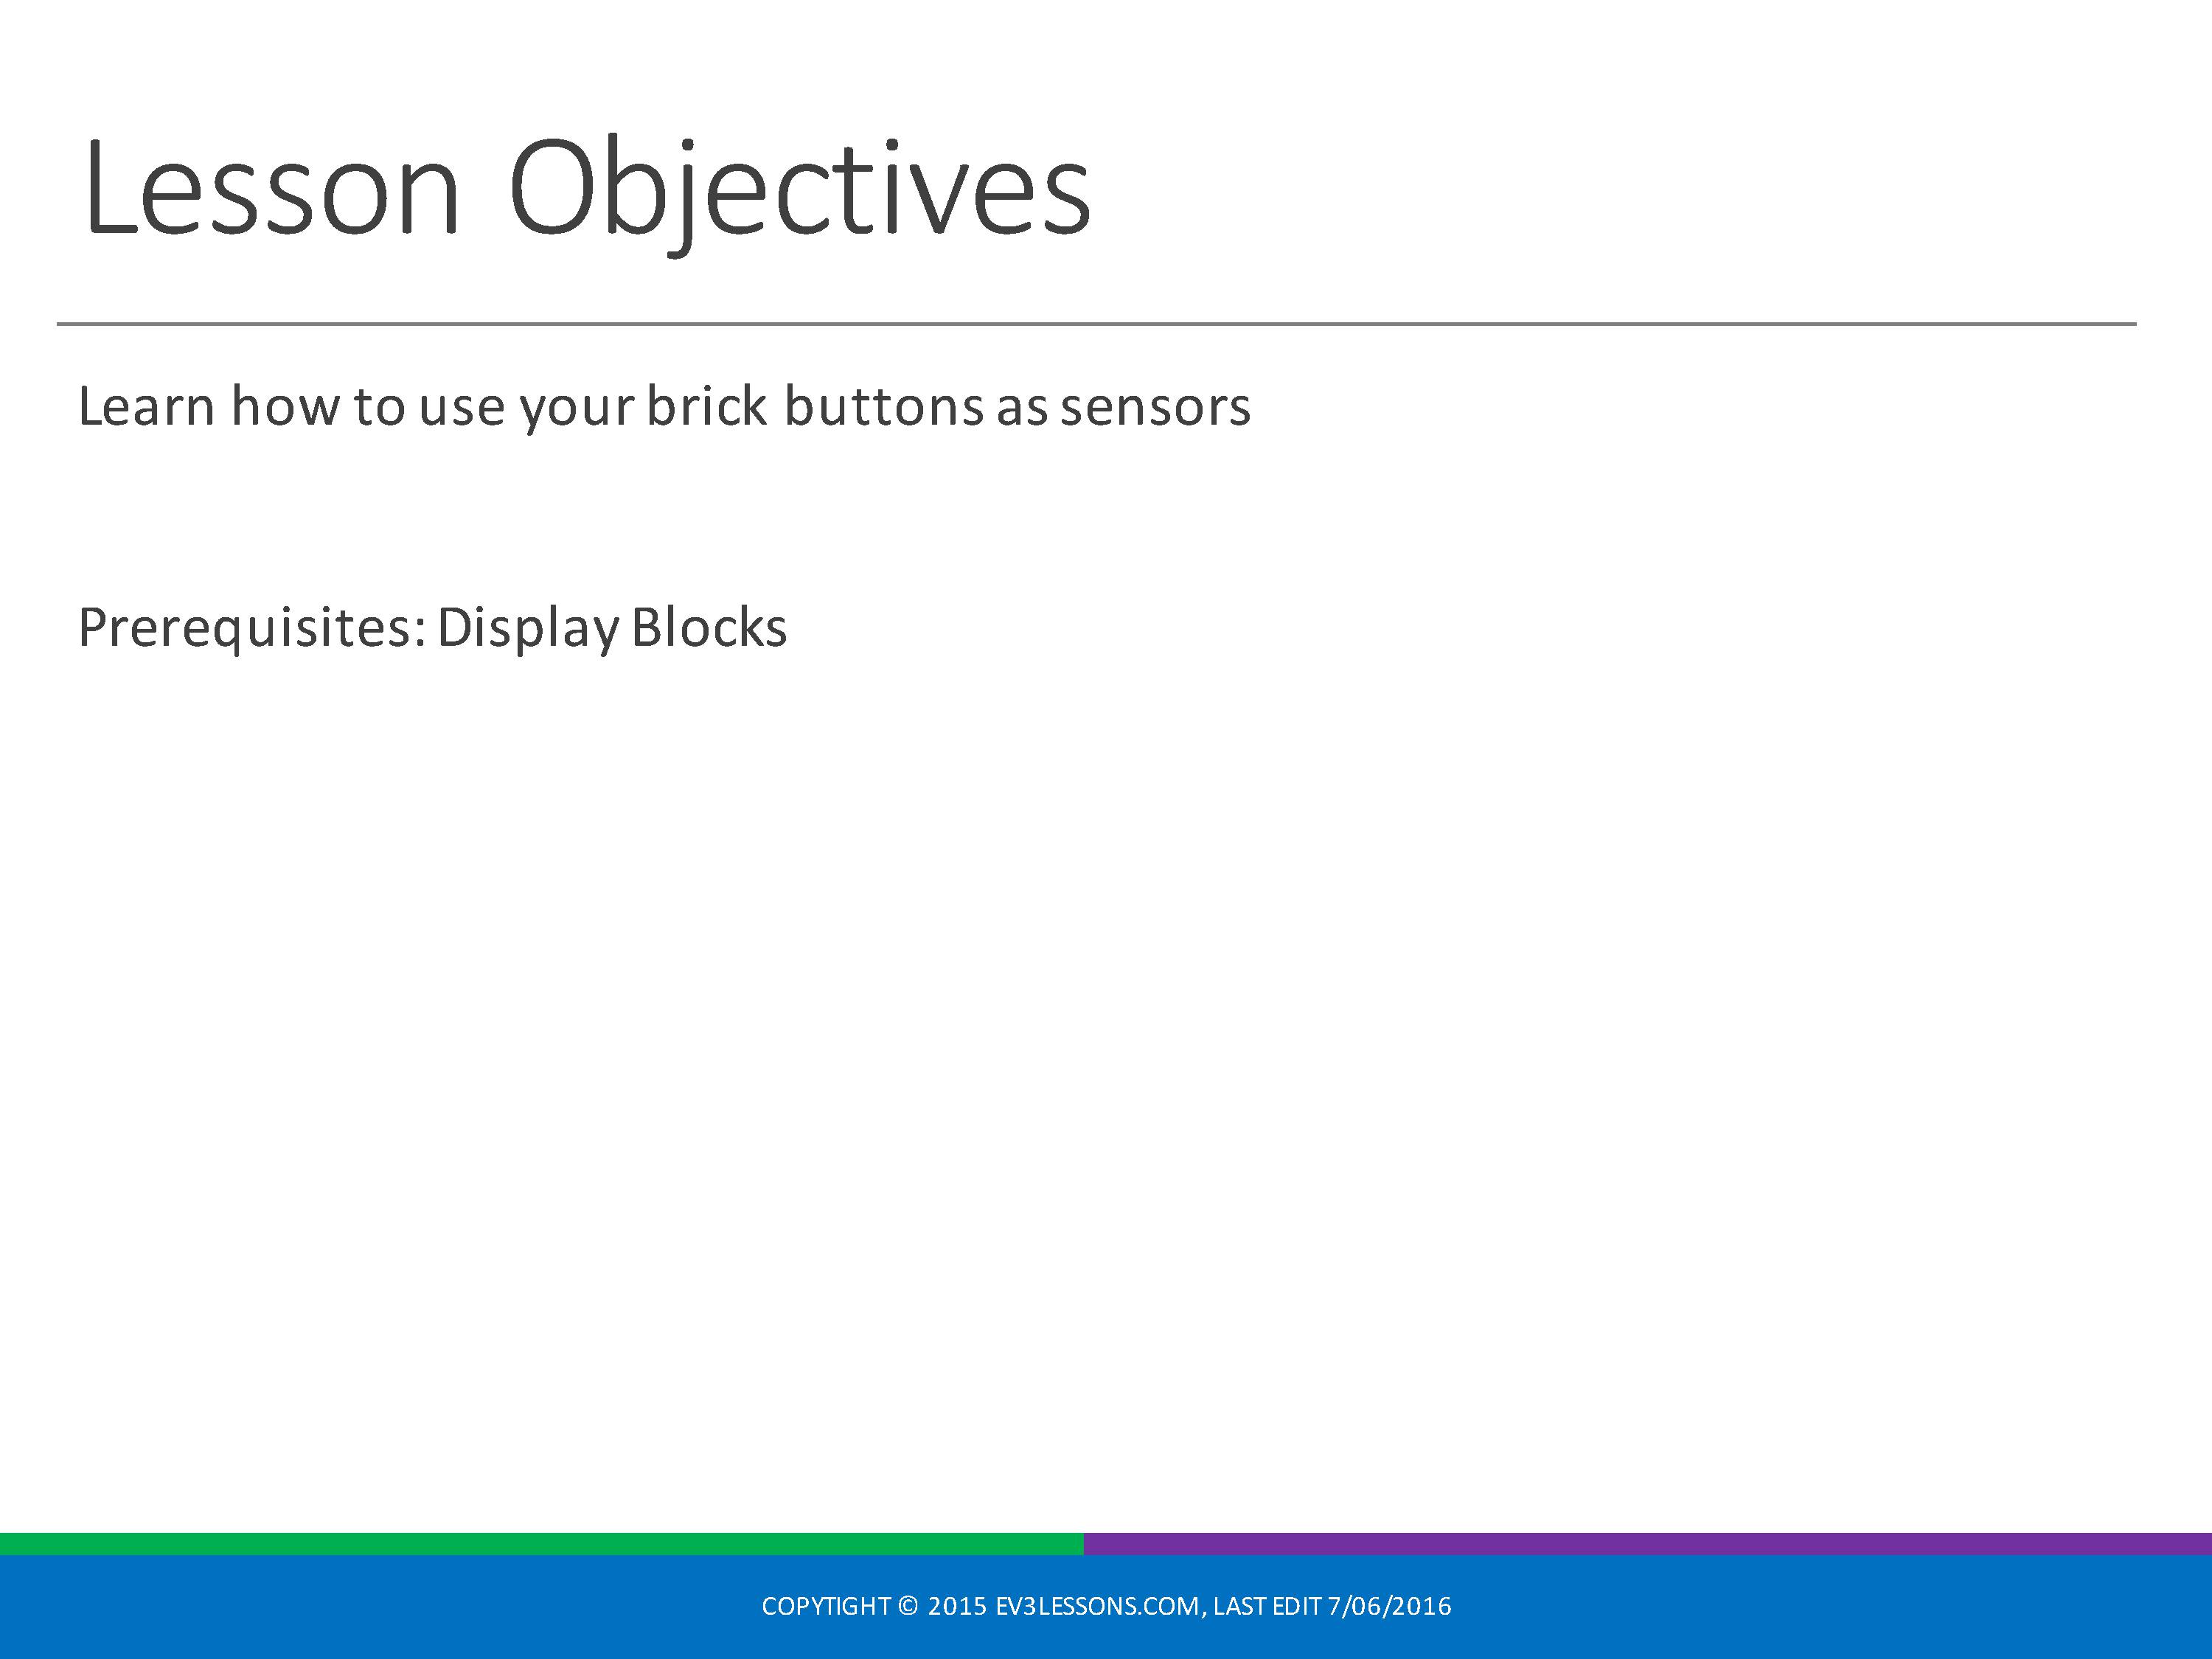 Lesson Objectives
Learn how to use your brick buttons as sensors
Prerequisites: Display Blocks
COPYTIGHT © 2015 EV3LESSONS.COM, LAST EDIT 7/06/2016